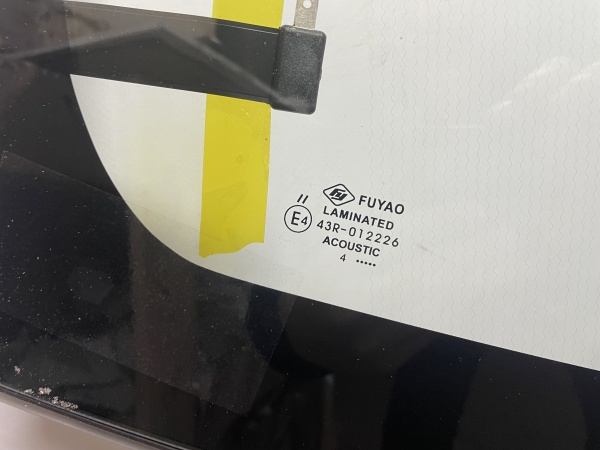 FUYAO
LAMINATED
II
E4 43R-012226
ACOUSTIC
4 .....